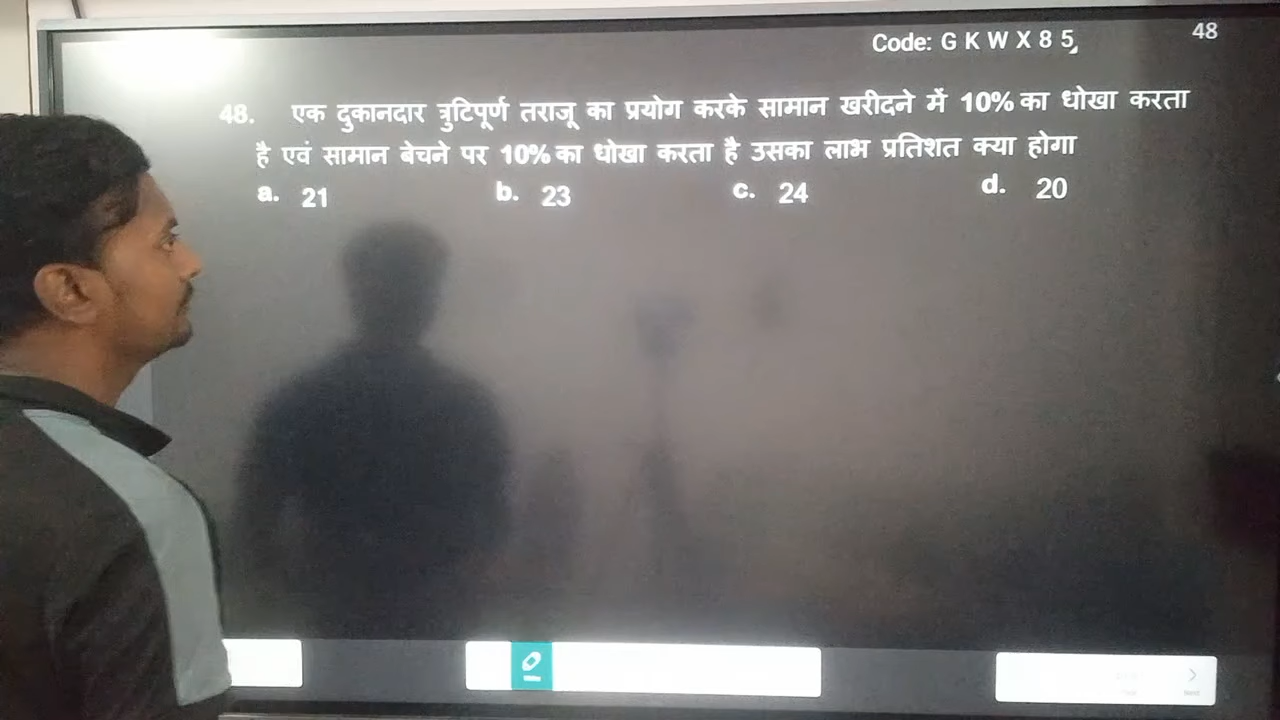 Code: G K W X 8 5
48
48. एक दुकानदार त्रुटिपूर्ण तराजू का प्रयोग करके सामान खरीदने में 10% का धोखा करता
है एवं सामान बेचने पर 10% का धोखा करता है उसका लाभ प्रतिशत क्या होगा
a. 21 b. 23 c. 24 d. 20